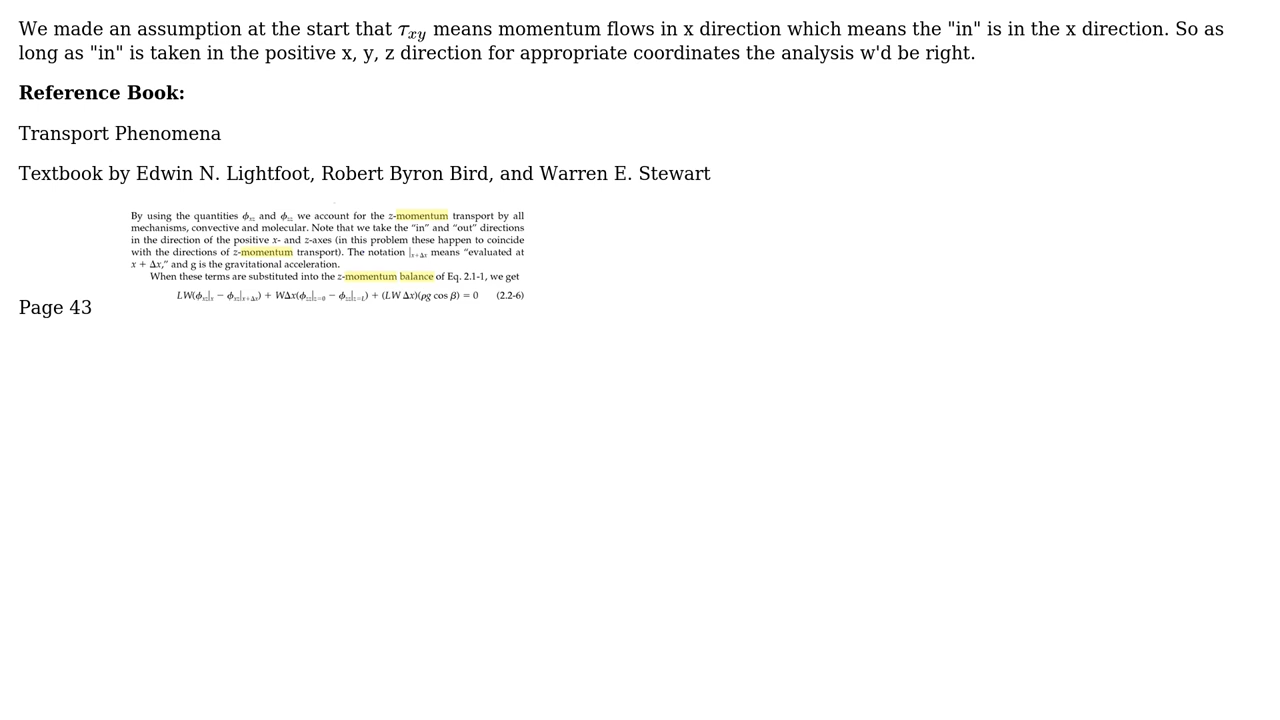 We made an assumption at the start that τxy means momentum flows in x direction which means the "in" is in the x direction. So as
long as "in" is taken in the positive x, y, z direction for appropriate coordinates the analysis w'd be right.
Reference Book:
Transport Phenomena
Textbook by Edwin N. Lightfoot, Robert Byron Bird, and Warren E. Stewart
By using the quantities ϕxz and ϕzz we account for the z-momentum transport by all
mechanisms, convective and molecular. Note that we take the “in” and “out” directions
in the direction of the positive x- and z-axes (in this problem these happen to coincide
with the directions of z-momentum transport). The notation |x+Δx means “evaluated at
x + Δx,” and g is the gravitational acceleration.
When these terms are substituted into the z-momentum balance of Eq. 2.1-1, we get
LW(ϕxz|x − ϕxz|x+Δx) + WΔx(ϕzz|z=0 − ϕzz|z=L) + (LW Δx)(ρg cos β) = 0 (2.2-6)
Page 43